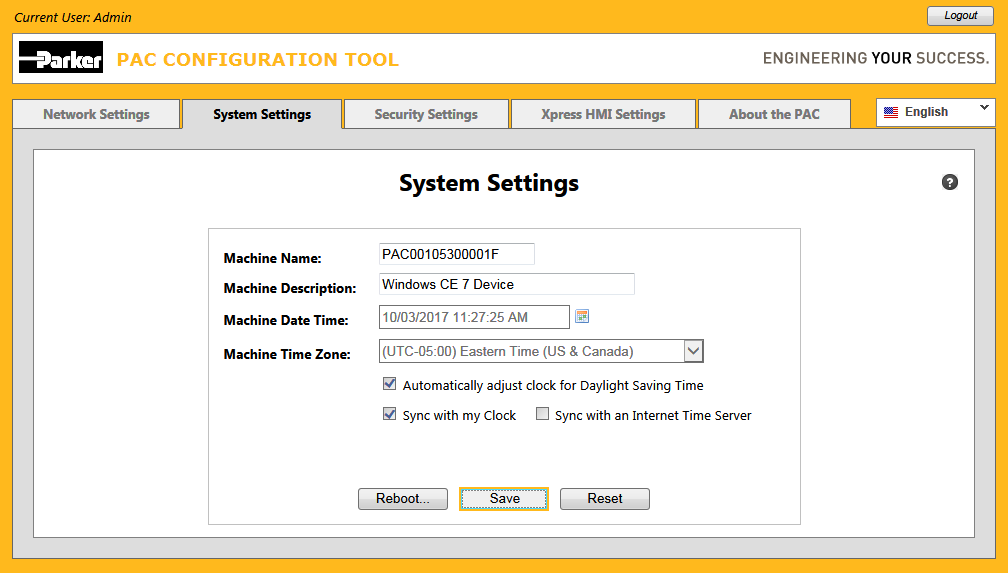 Current User: Admin
Logout
Parker
PAC CONFIGURATION TOOL
ENGINEERING YOUR SUCCESS.
Network Settings
System Settings
Security Settings
Xpress HMI Settings
About the PAC
English
System Settings
?
Machine Name: PAC00105300001F
Machine Description: Windows CE 7 Device
Machine Date Time: 10/03/2017 11:27:25 AM
Machine Time Zone: (UTC-05:00) Eastern Time (US & Canada)
Automatically adjust clock for Daylight Saving Time
Sync with my Clock Sync with an Internet Time Server
Reboot... Save Reset